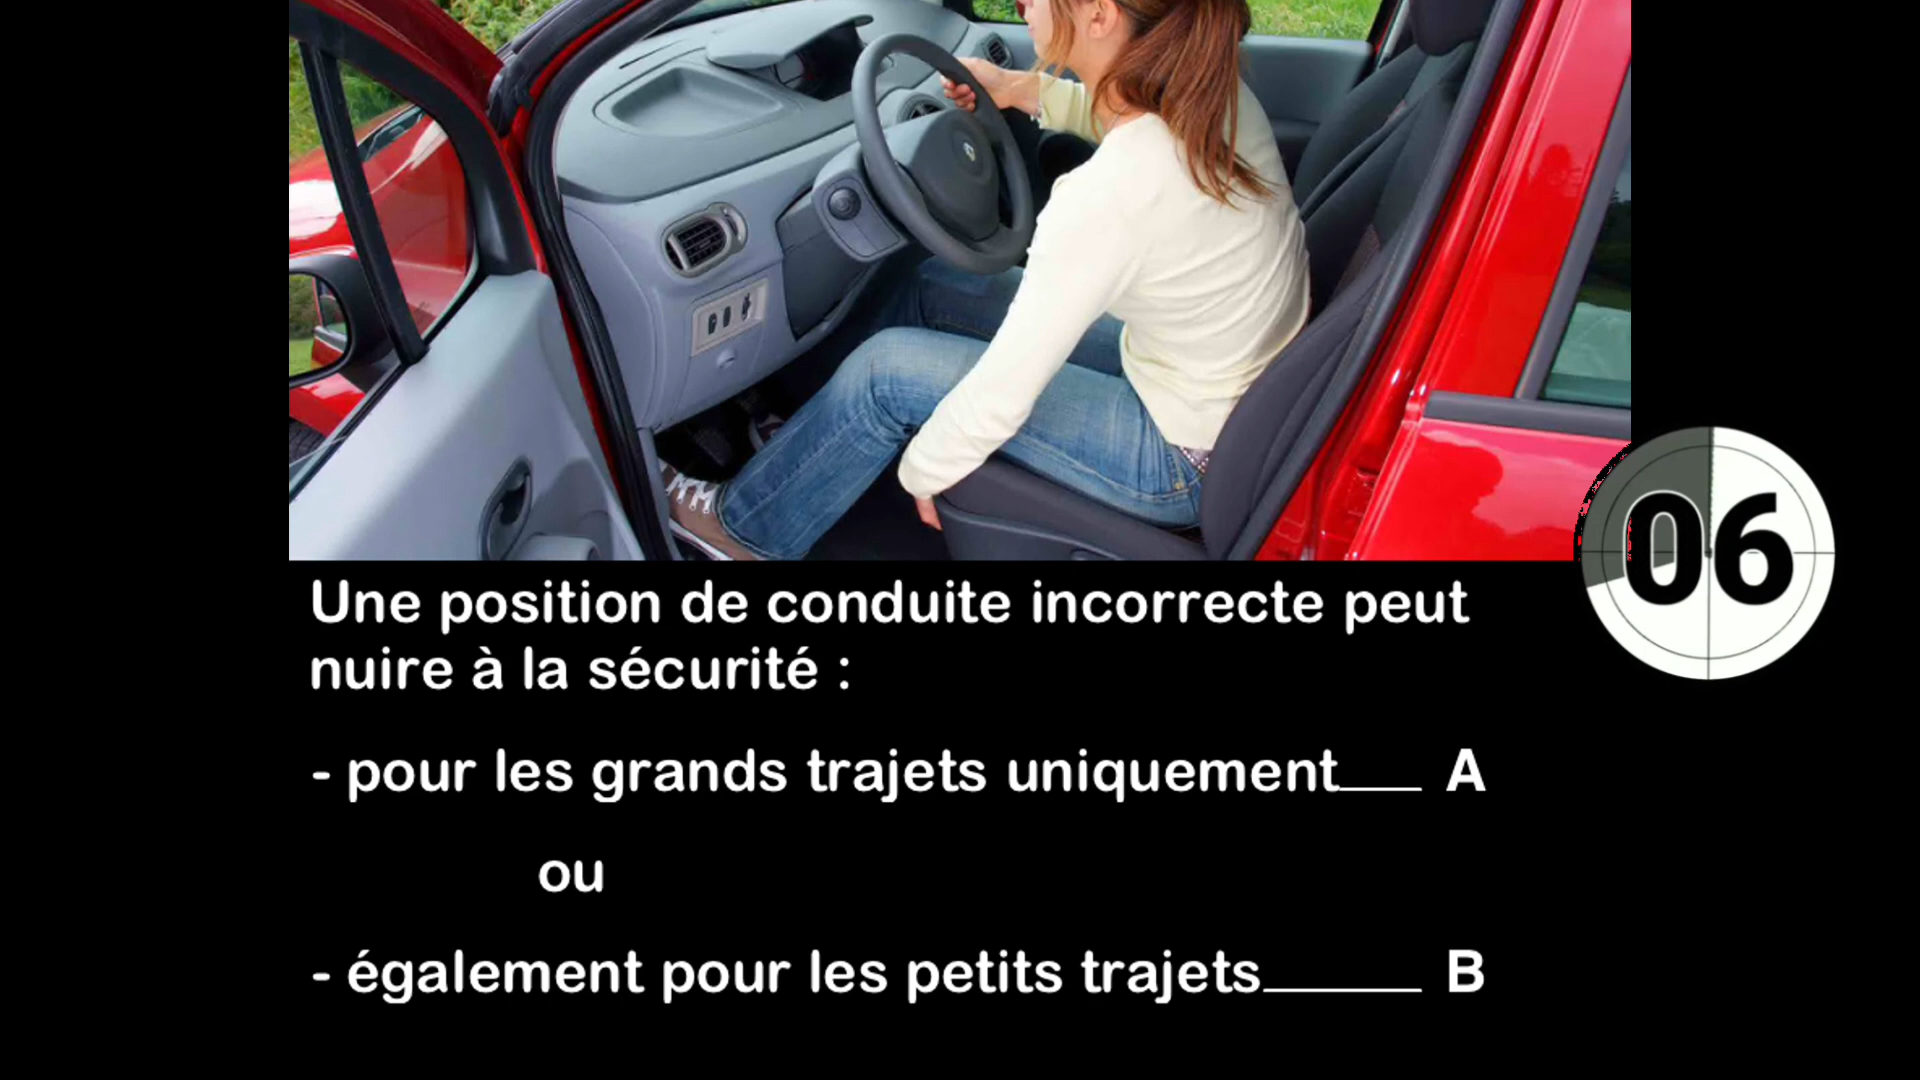 Une position de conduite incorrecte peut
nuire à la sécurité :
06
- pour les grands trajets uniquement___ A
ou
- également pour les petits trajets______ B